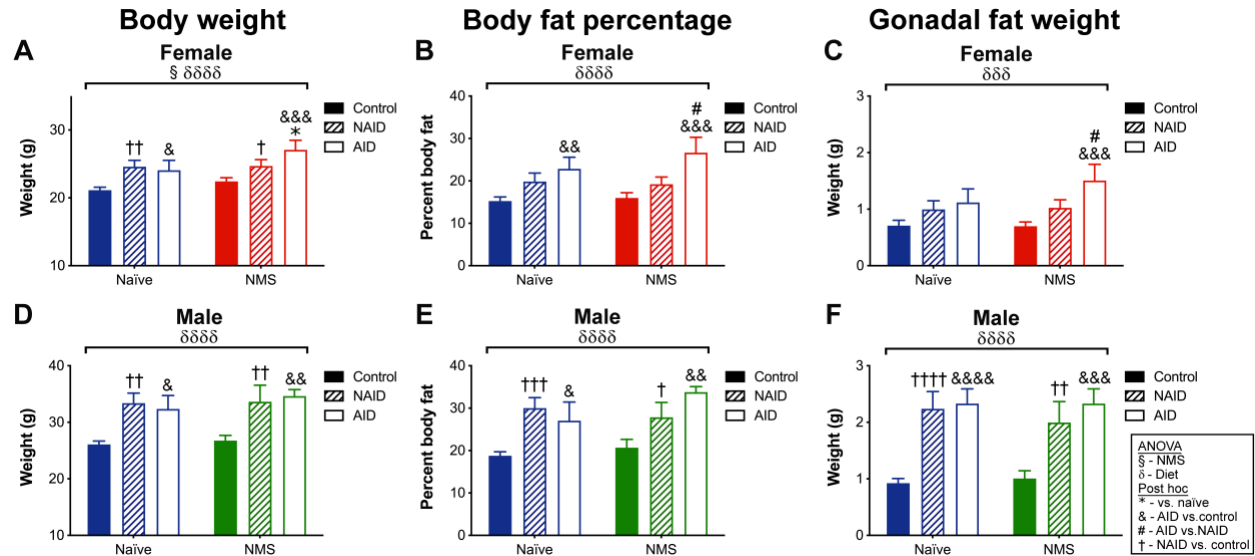 Body weight
Body fat percentage
Gonadal fat weight
A
Female
§ δδδδ
Weight (g)
30
20
10
††
&
†
&&&
*
Naïve
NMS
Control
NAID
AID
B
Female
δδδδ
Percent body fat
40
30
20
10
0
&&
#
&&&
Naïve
NMS
Control
NAID
AID
C
Female
δδδ
Weight (g)
3
2
1
0
#
&&&
Naïve
NMS
Control
NAID
AID
D
Male
δδδδ
Weight (g)
40
30
20
10
††
&
††
&&
Naïve
NMS
Control
NAID
AID
E
Male
δδδδ
Percent body fat
40
30
20
10
0
†††
&
†
&&
Naïve
NMS
Control
NAID
AID
F
Male
δδδδ
Weight (g)
3
2
1
0
††††
&&&&
††
&&&
Naïve
NMS
Control
NAID
AID
ANOVA
§ - NMS
δ - Diet
Post hoc
* - vs. naïve
& - AID vs.control
# - AID vs.NAID
† - NAID vs. control